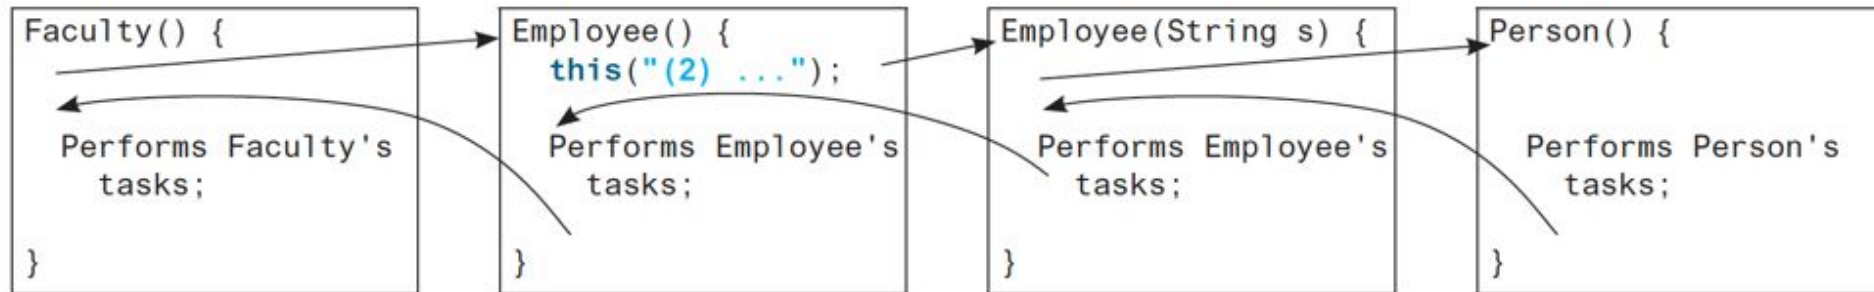 Faculty() {
Performs Faculty's
tasks;
}
Employee() {
this("(2) ...");
Performs Employee's
tasks;
}
Employee(String s) {
Performs Employee's
tasks;
}
Person() {
Performs Person's
tasks;
}